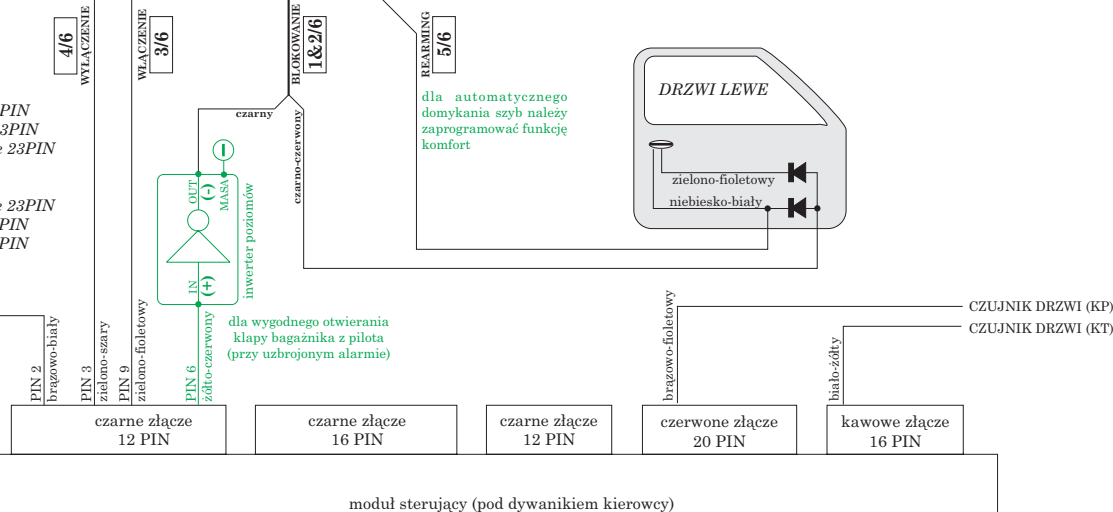 4/6
WYŁĄCZENIE
WŁĄCZENIE
3/6
BLOKOWANIE
1&2/6
REARMING
5/6
PIN
3PIN
e 23PIN
e 23PIN
PIN
PIN
czarny
czarno-czerwony
dla automatycznego
domykania szyb należy
zaprogramować funkcję
komfort
DRZWI LEWE
zielono-fioletowy
niebiesko-biały
OUT
(-)
MASA
IN
(+)
inwerter poziomów
dla wygodnego otwierania
klapy bagażnika z pilota
(przy uzbrojonym alarmie)
PIN 2
brązowo-biały
PIN 3
zielono-szary
PIN 9
zielono-fioletowy
PIN 6
żółto-czerwony
brązowo-fioletowy
biało-żółty
CZUJNIK DRZWI (KP)
CZUJNIK DRZWI (KT)
czarne złącze
12 PIN
czarne złącze
16 PIN
czarne złącze
12 PIN
czerwone złącze
20 PIN
kawowe złącze
16 PIN
moduł sterujący (pod dywanikiem kierowcy)